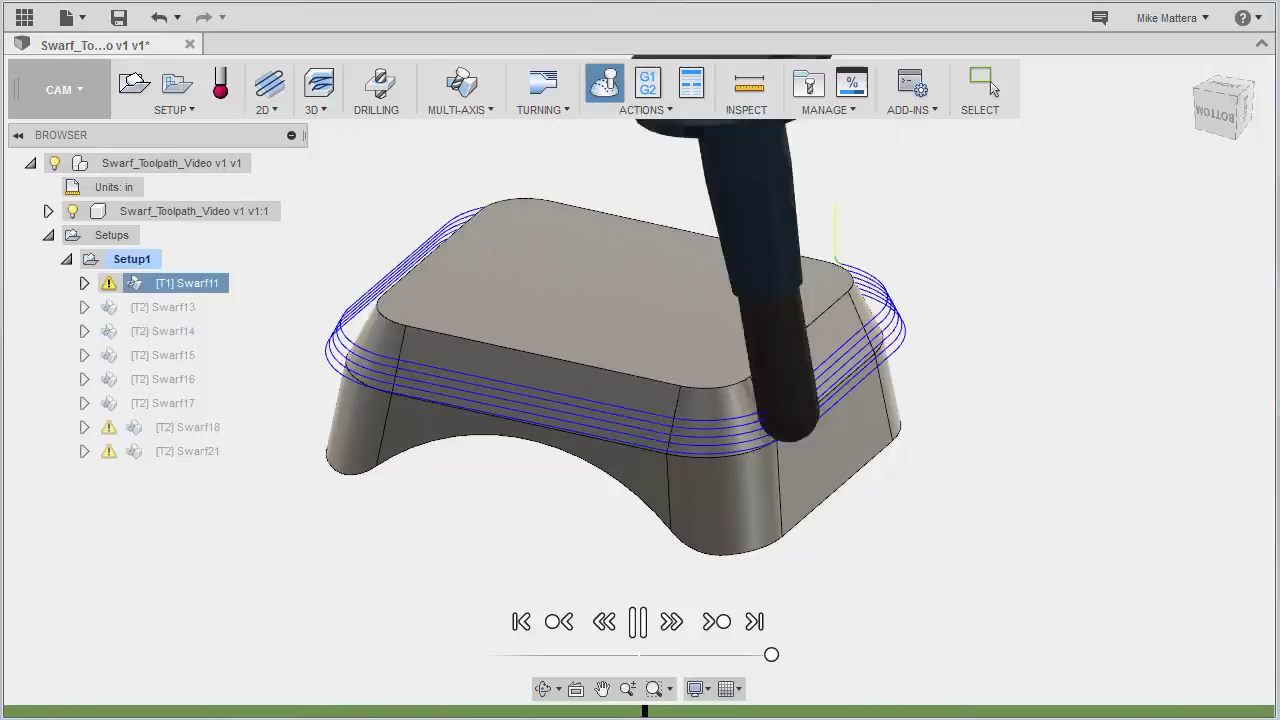 Mike Mattera
?
Swarf_To...o v1 v1*
CAM
SETUP
2D
3D
DRILLING
MULTI-AXIS
TURNING
G1
G2
ACTIONS
INSPECT
%
MANAGE
ADD-INS
SELECT
BOTTOM
BROWSER
Swarf_Toolpath_Video v1 v1
Units: in
Swarf_Toolpath_Video v1 v1:1
Setups
Setup1
[T1] Swarf11
[T2] Swarf13
[T2] Swarf14
[T2] Swarf15
[T2] Swarf16
[T2] Swarf17
[T2] Swarf18
[T2] Swarf21